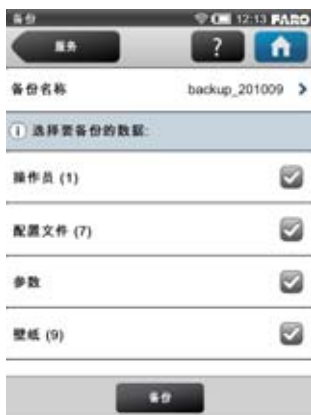 备份
12:13 FARO
服务
?
备份名称 backup_201009
i 选择要备份的数据:
操作员 (1)
配置文件 (7)
参数
壁纸 (9)
备份